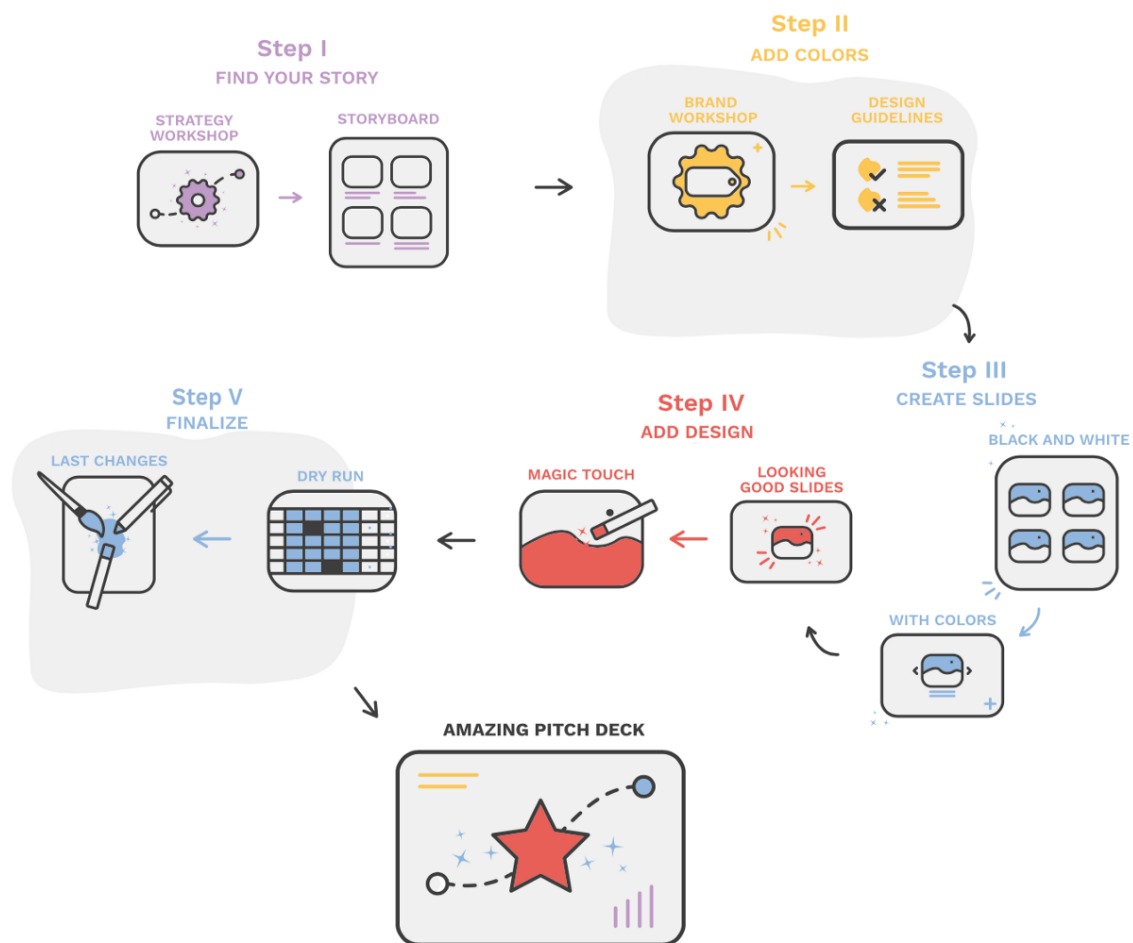 Step I
FIND YOUR STORY
STRATEGY
WORKSHOP
STORYBOARD
Step II
ADD COLORS
BRAND
WORKSHOP
DESIGN
GUIDELINES
Step III
CREATE SLIDES
BLACK AND WHITE
WITH COLORS
Step IV
ADD DESIGN
LOOKING
GOOD SLIDES
MAGIC TOUCH
Step V
FINALIZE
DRY RUN
LAST CHANGES
AMAZING PITCH DECK